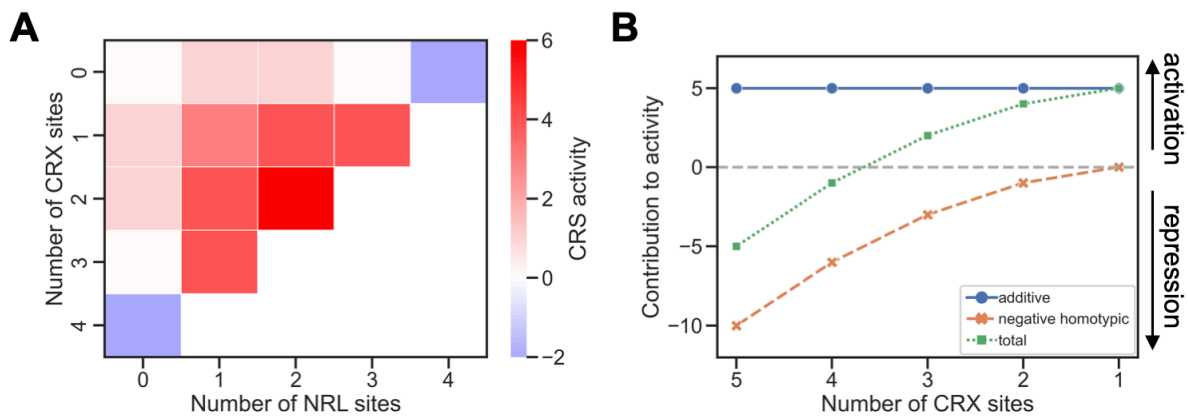 A
0
1
2
3
4
Number of CRX sites
0
1
2
3
4
Number of NRL sites
6
4
2
0
−2
CRS activity
B
5
0
−5
−10
Contribution to activity
additive
negative homotypic
total
5
4
3
2
1
Number of CRX sites
activation
repression